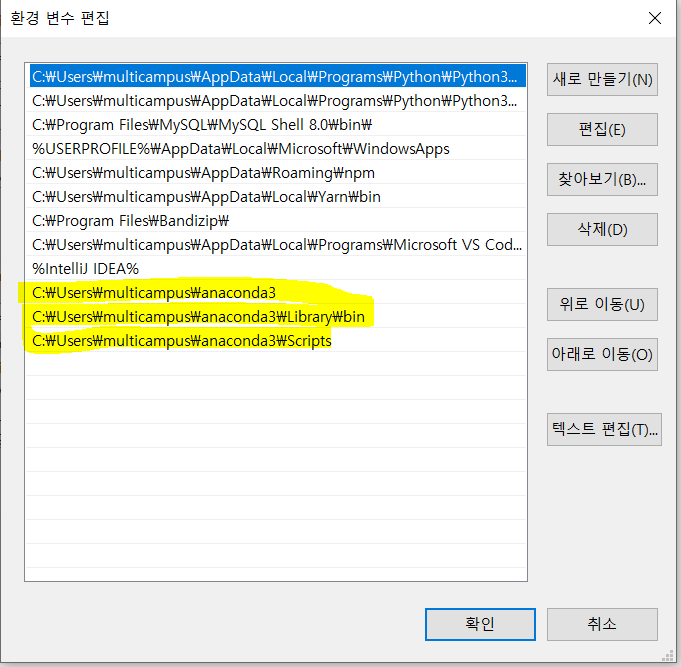 환경 변수 편집
C:₩Users₩multicampus₩AppData₩Local₩Programs₩Python₩Python3...
C:₩Users₩multicampus₩AppData₩Local₩Programs₩Python₩Python3...
C:₩Program Files₩MySQL₩MySQL Shell 8.0₩bin₩
%USERPROFILE%₩AppData₩Local₩Microsoft₩WindowsApps
C:₩Users₩multicampus₩AppData₩Roaming₩npm
C:₩Users₩multicampus₩AppData₩Local₩Yarn₩bin
C:₩Program Files₩Bandizip₩
C:₩Users₩multicampus₩AppData₩Local₩Programs₩Microsoft VS Cod...
%IntelliJ IDEA%
C:₩Users₩multicampus₩anaconda3
C:₩Users₩multicampus₩anaconda3₩Library₩bin
C:₩Users₩multicampus₩anaconda3₩Scripts
새로 만들기(N)
편집(E)
찾아보기(B)...
삭제(D)
위로 이동(U)
아래로 이동(O)
텍스트 편집(T)...
확인
취소